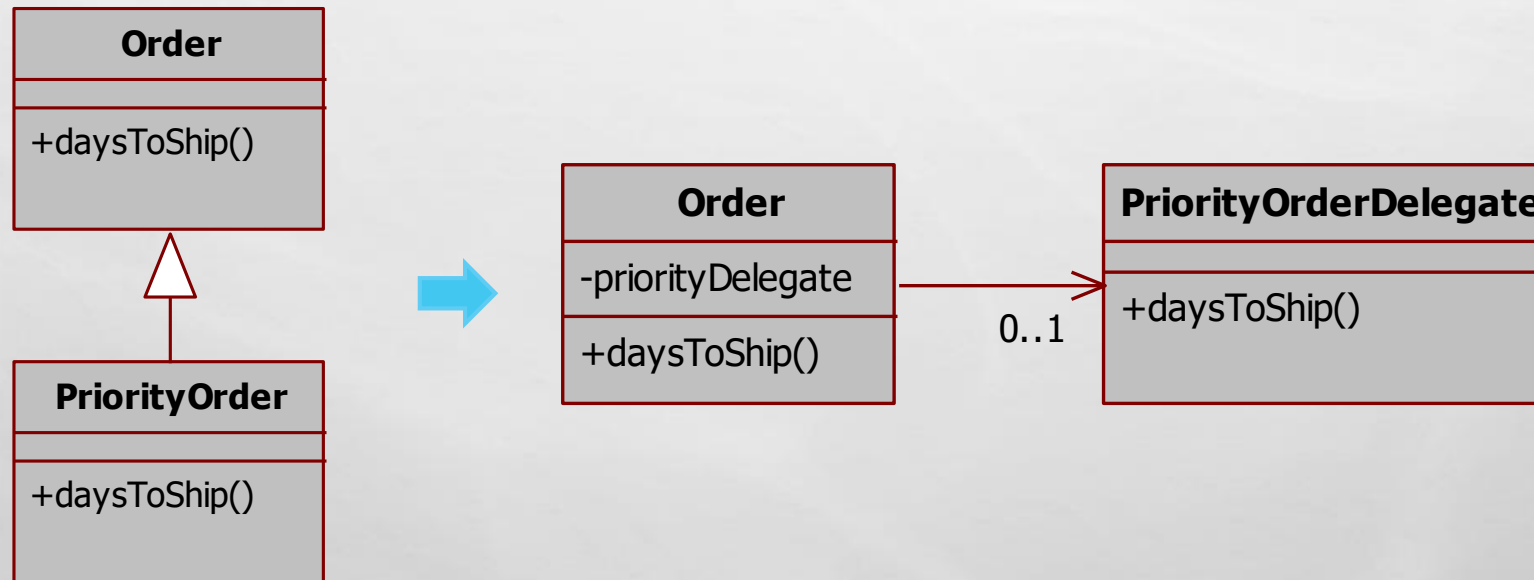 Order
+daysToShip()
PriorityOrder
+daysToShip()
Order
-priorityDelegate
+daysToShip()
0..1
PriorityOrderDelegate
+daysToShip()